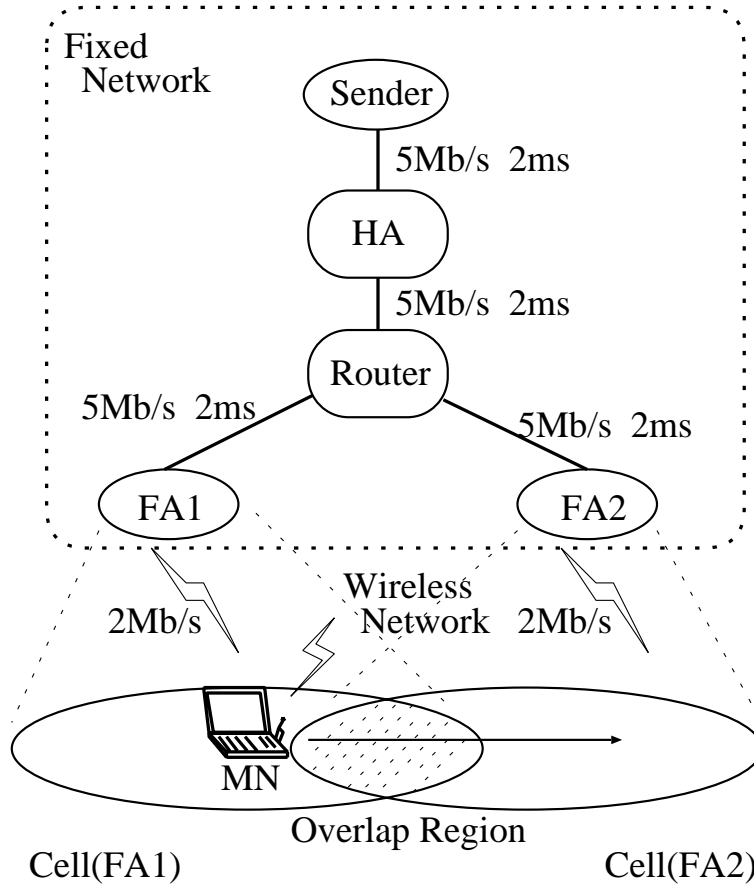 Fixed
Network
Sender
5Mb/s 2ms
HA
5Mb/s 2ms
Router
5Mb/s 2ms
5Mb/s 2ms
FA1
FA2
Wireless
Network
2Mb/s
2Mb/s
MN
Overlap Region
Cell(FA1)
Cell(FA2)